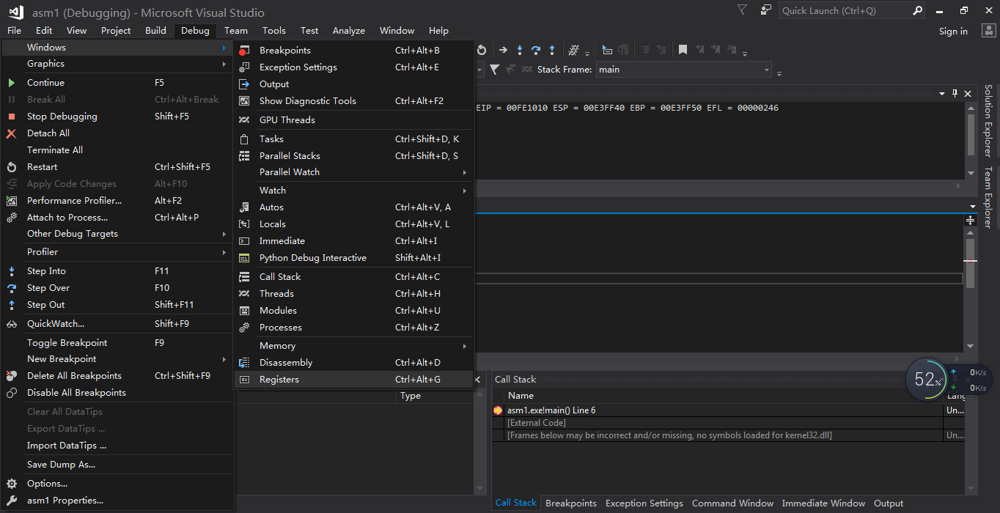 asm1 (Debugging) - Microsoft Visual Studio
Quick Launch (Ctrl+Q)
File Edit View Project Build Debug Team Tools Test Analyze Window Help
Sign in
Windows
Graphics
Continue F5
Break All Ctrl+Alt+Break
Stop Debugging Shift+F5
Detach All
Terminate All
Restart Ctrl+Shift+F5
Apply Code Changes Alt+F10
Performance Profiler... Alt+F2
Attach to Process... Ctrl+Alt+P
Other Debug Targets
Profiler
Step Into F11
Step Over F10
Step Out Shift+F11
QuickWatch... Shift+F9
Toggle Breakpoint F9
New Breakpoint
Delete All Breakpoints Ctrl+Shift+F9
Disable All Breakpoints
Clear All DataTips
Export DataTips ...
Import DataTips ...
Save Dump As...
Options...
asm1 Properties...
Breakpoints Ctrl+Alt+B
Exception Settings Ctrl+Alt+E
Output
Show Diagnostic Tools Ctrl+Alt+F2
GPU Threads
Tasks Ctrl+Shift+D, K
Parallel Stacks Ctrl+Shift+D, S
Parallel Watch
Watch
Autos Ctrl+Alt+V, A
Locals Ctrl+Alt+V, L
Immediate Ctrl+Alt+I
Python Debug Interactive Shift+Alt+I
Call Stack Ctrl+Alt+C
Threads Ctrl+Alt+H
Modules Ctrl+Alt+U
Processes Ctrl+Alt+Z
Memory
Disassembly Ctrl+Alt+D
Registers Ctrl+Alt+G
Stack Frame: main
EIP = 00FE1010 ESP = 00E3FF40 EBP = 00E3FF50 EFL = 00000246
Solution Explorer
Team Explorer
Type
Call Stack
Name Lang
asm1.exe!main() Line 6 Un...
[External Code]
[Frames below may be incorrect and/or missing, no symbols loaded for kernel32.dll] Un...
52%
0K/s
0K/s
Call Stack Breakpoints Exception Settings Command Window Immediate Window Output